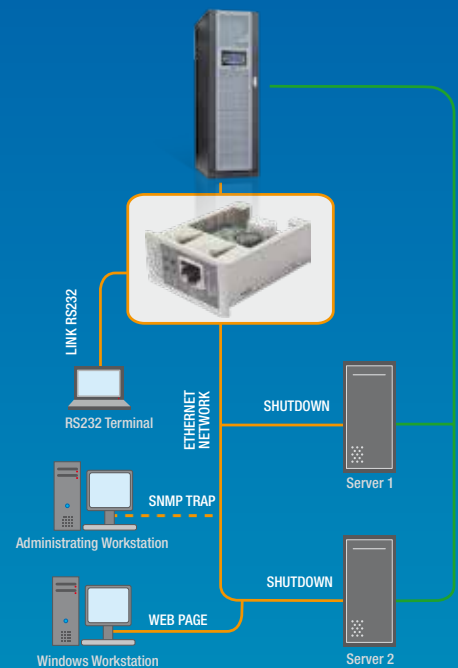 LINK RS232
RS232 Terminal
ETHERNET
NETWORK
SHUTDOWN
Server 1
SNMP TRAP
Administrating Workstation
SHUTDOWN
WEB PAGE
Server 2
Windows Workstation